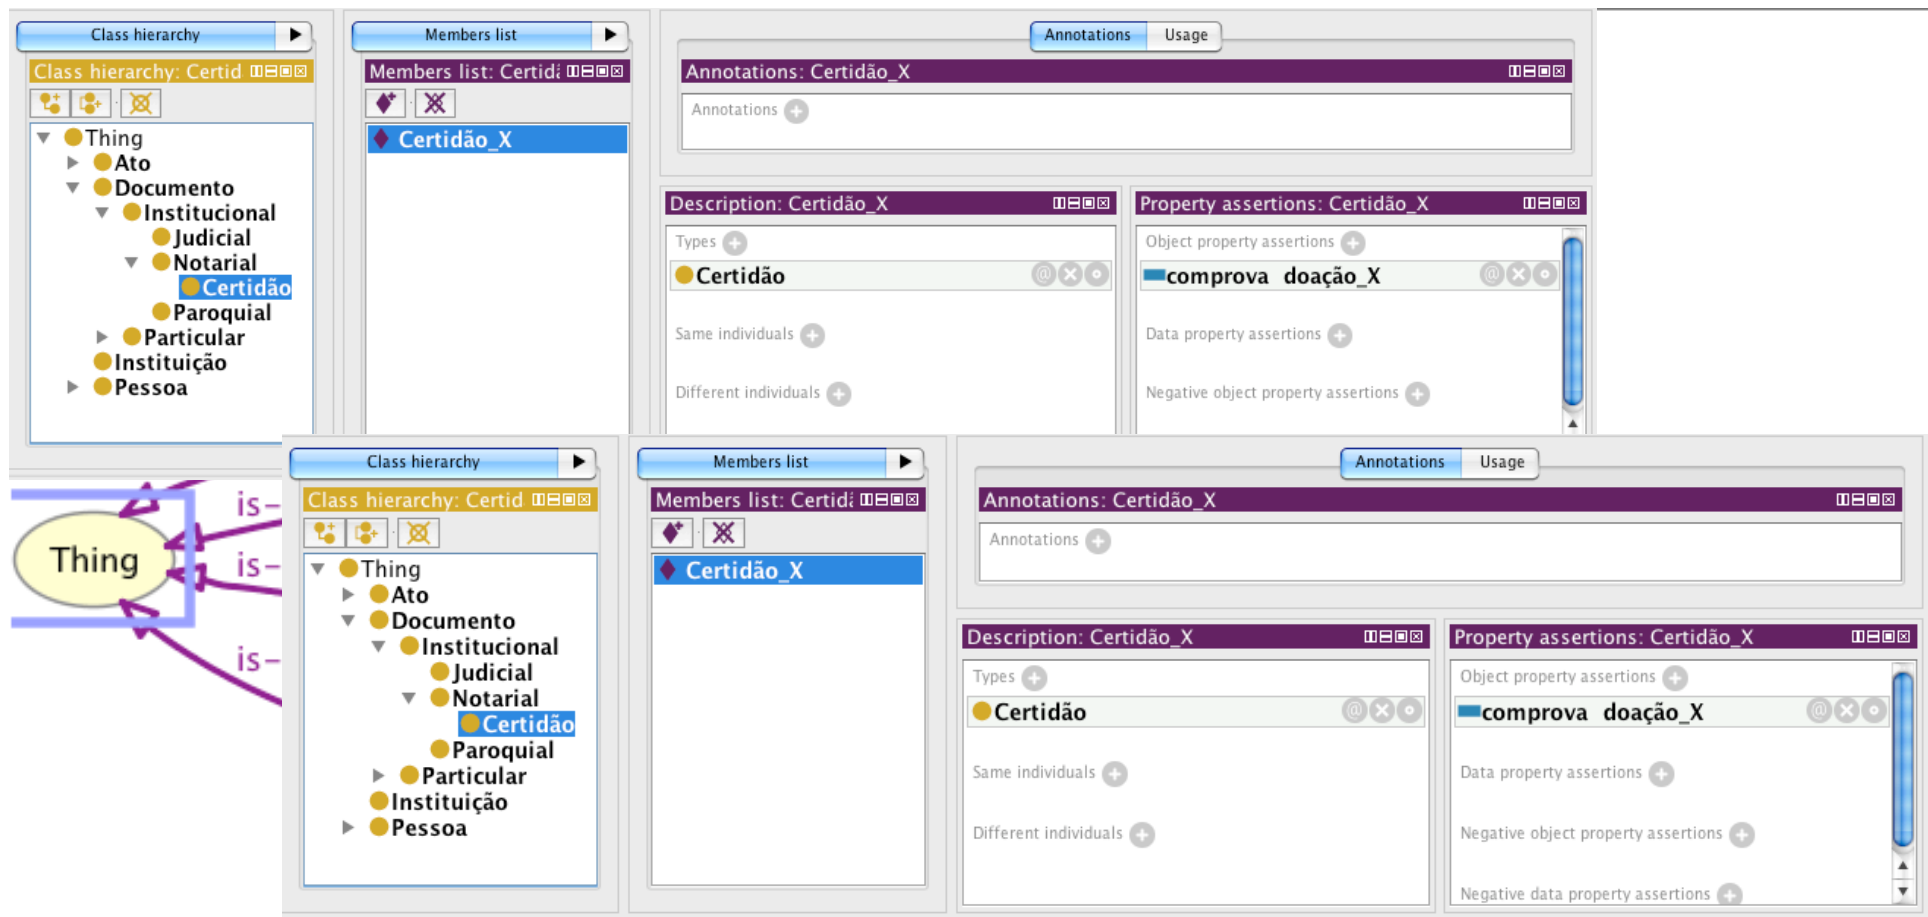 Class hierarchy
Class hierarchy: Certid
Thing
Ato
Documento
Institucional
Judicial
Notarial
Certidão
Paroquial
Particular
Instituição
Pessoa
Members list
Members list: Certid
Certidão_X
Annotations Usage
Annotations: Certidão_X
Annotations
Description: Certidão_X
Types
Certidão
Same individuals
Different individuals
Property assertions: Certidão_X
Object property assertions
comprova doação_X
Data property assertions
Negative object property assertions
Thing
is-
is-
is-
Class hierarchy
Class hierarchy: Certid
Thing
Ato
Documento
Institucional
Judicial
Notarial
Certidão
Paroquial
Particular
Instituição
Pessoa
Members list
Members list: Certid
Certidão_X
Annotations Usage
Annotations: Certidão_X
Annotations
Description: Certidão_X
Types
Certidão
Same individuals
Different individuals
Property assertions: Certidão_X
Object property assertions
comprova doação_X
Data property assertions
Negative object property assertions
Negative data property assertions